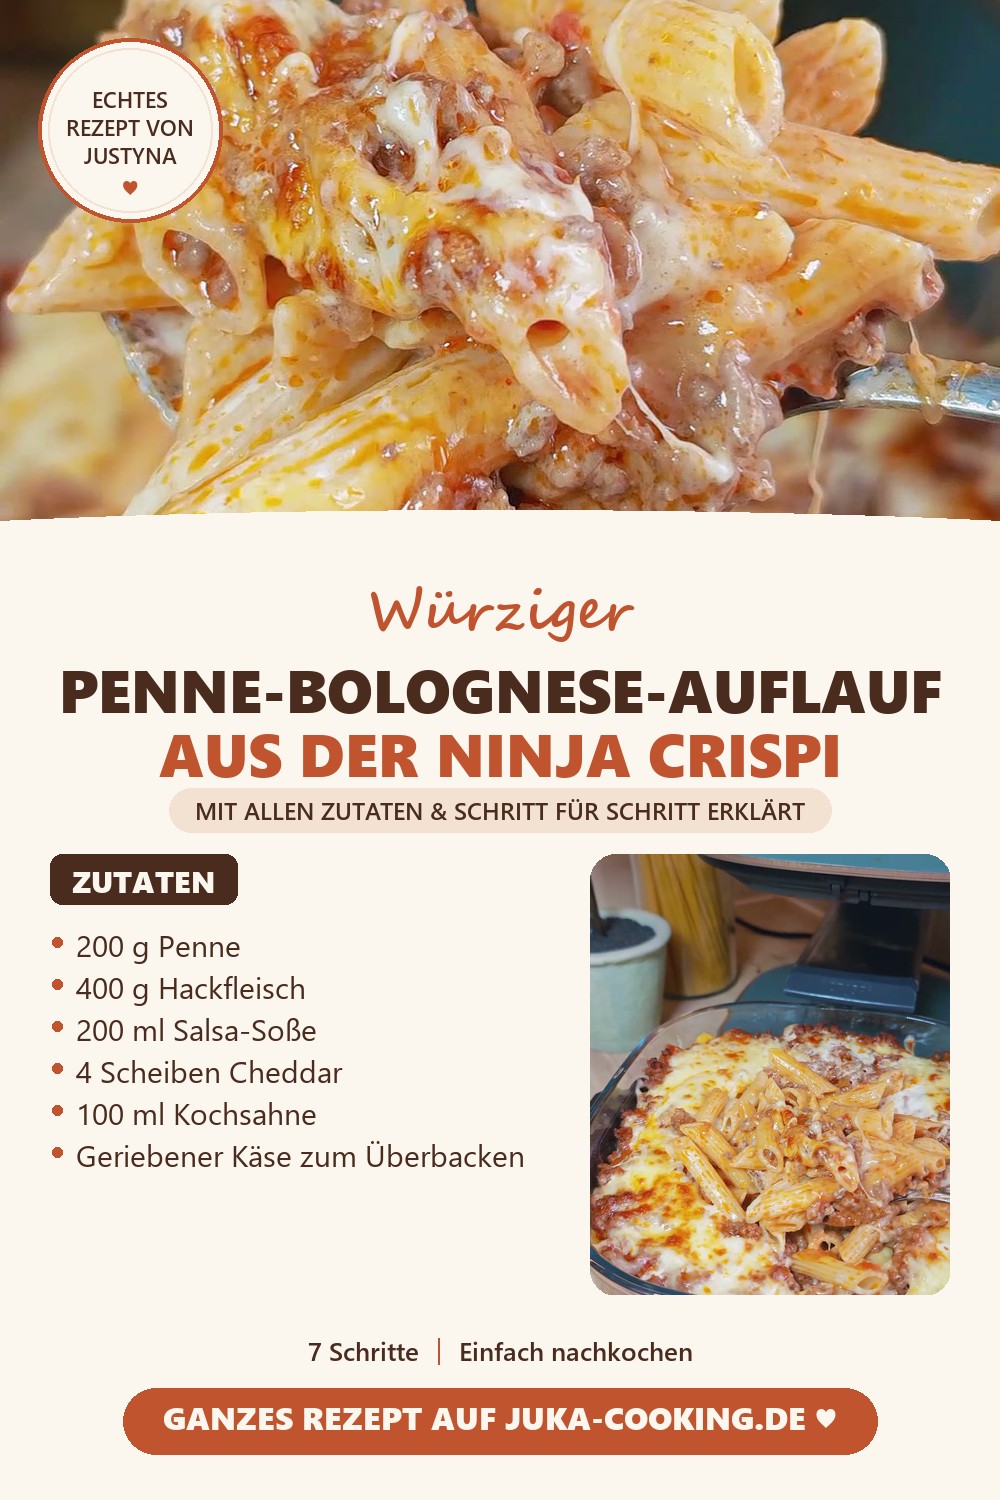 ECHTES
REZEPT VON
JUSTYNA
Würziger
PENNE-BOLOGNESE-AUFLAUF
AUS DER NINJA CRISPI
MIT ALLEN ZUTATEN & SCHRITT FÜR SCHRITT ERKLÄRT
ZUTATEN
200 g Penne
400 g Hackfleisch
200 ml Salsa-Soße
4 Scheiben Cheddar
100 ml Kochsahne
Geriebener Käse zum Überbacken
7 Schritte | Einfach nachkochen
GANZES REZEPT AUF JUKA-COOKING.DE ♥